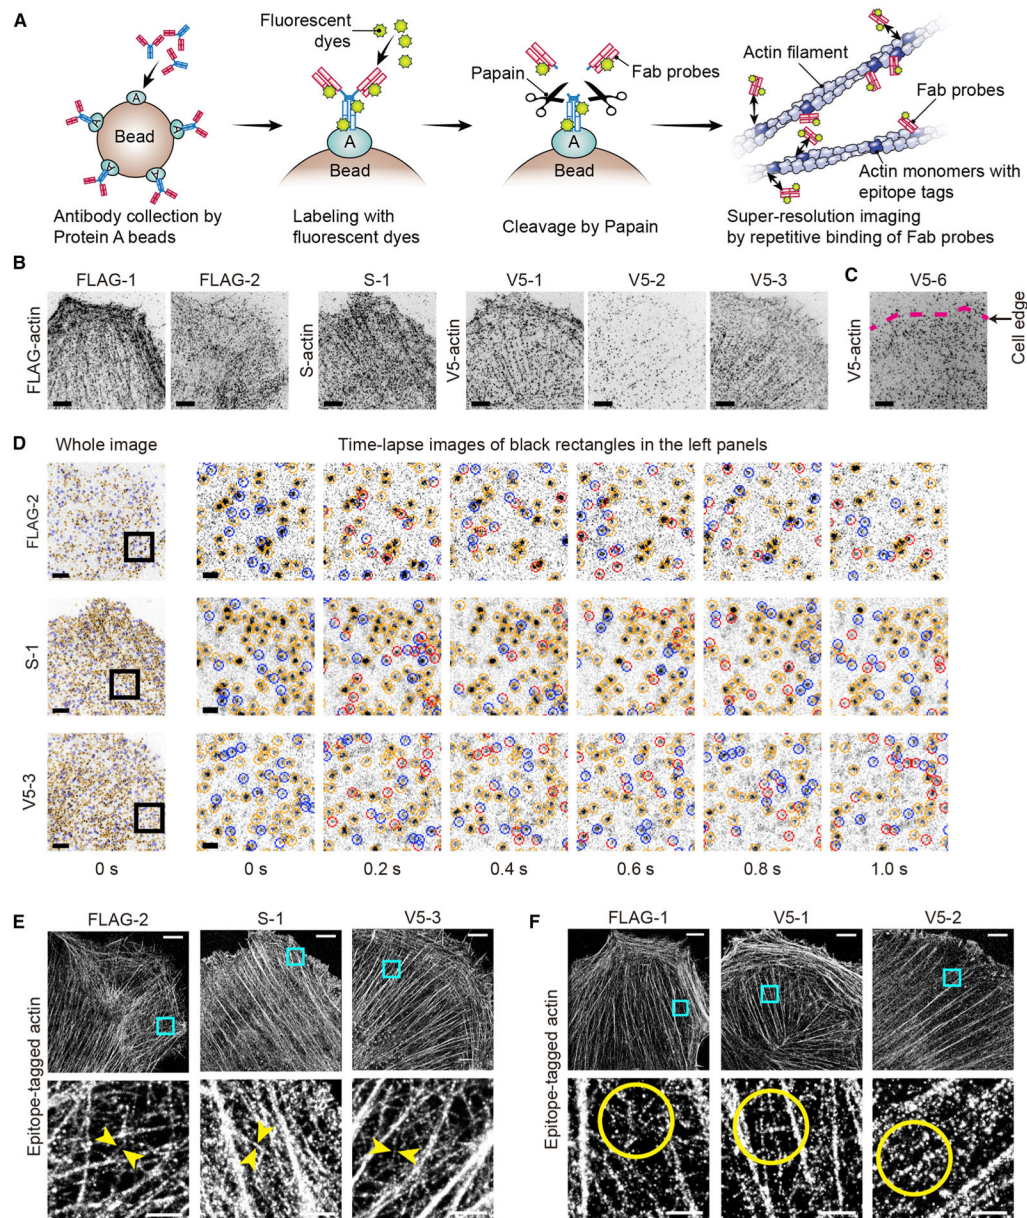 A
Fluorescent
dyes
A
Bead
A
A
A
A
A
Bead
Papain
Fab probes
A
Bead
Actin filament
Fab probes
Actin monomers with
epitope tags
Antibody collection by
Protein A beads
Labeling with
fluorescent dyes
Cleavage by Papain
Super-resolution imaging
by repetitive binding of Fab probes
B
FLAG-1
FLAG-2
S-1
V5-1
V5-2
V5-3
FLAG-actin
S-actin
V5-actin
C
V5-6
V5-actin
Cell edge
D
Whole image
Time-lapse images of black rectangles in the left panels
FLAG-2
S-1
V5-3
0 s
0 s
0.2 s
0.4 s
0.6 s
0.8 s
1.0 s
E
FLAG-2
S-1
V5-3
Epitope-tagged actin
F
FLAG-1
V5-1
V5-2
Epitope-tagged actin